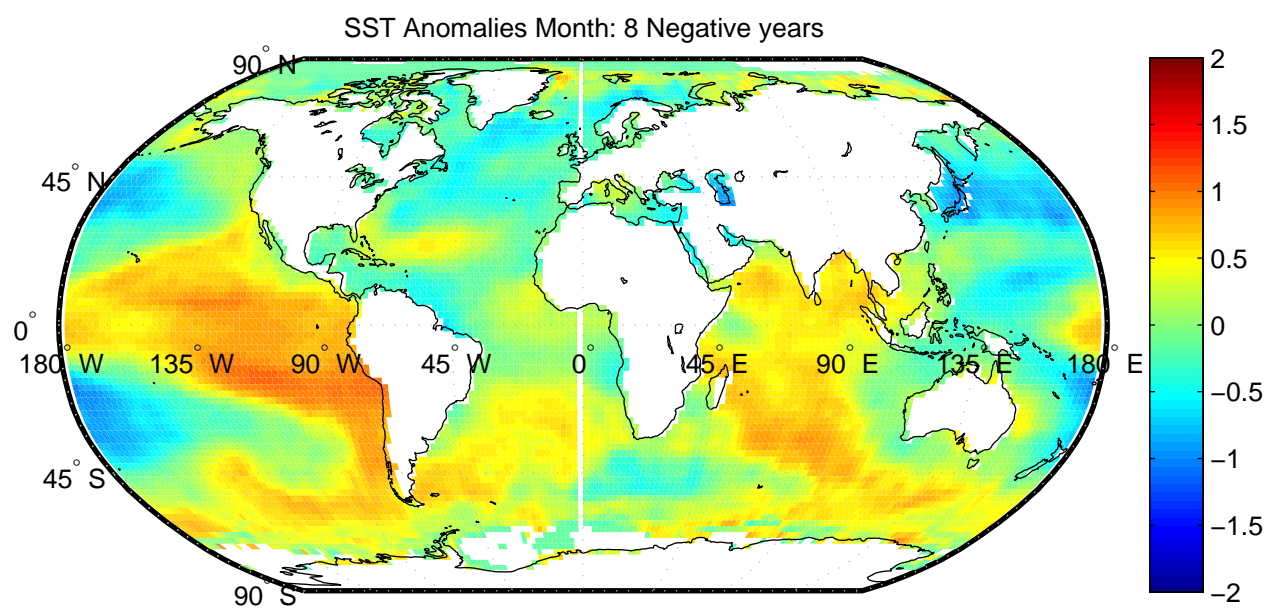 SST Anomalies Month: 8 Negative years
90° N
45° N
0°
180° W 135° W 90° W 45° W 0° 45° E 90° E 135° E 180° E
45° S
90° S
2
1.5
1
0.5
0
−0.5
−1
−1.5
−2